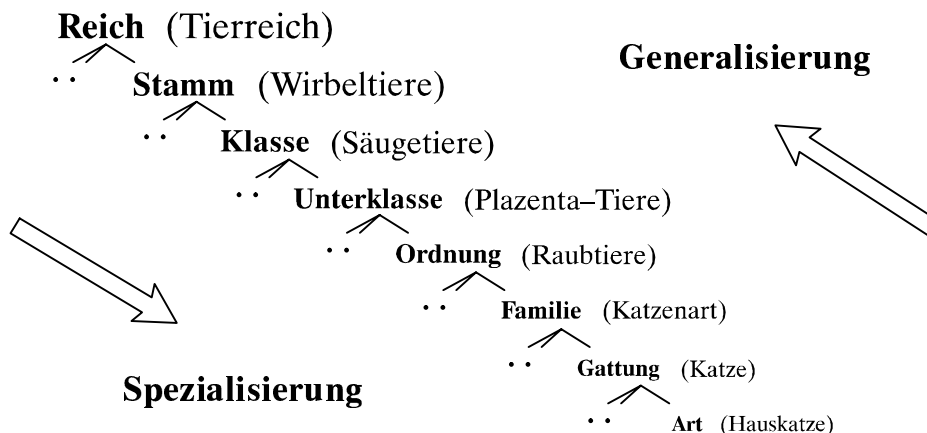 Reich (Tierreich)
Generalisierung
Stamm (Wirbeltiere)
Klasse (Säugetiere)
Unterklasse (Plazenta–Tiere)
Ordnung (Raubtiere)
Familie (Katzenart)
Gattung (Katze)
Spezialisierung
Art (Hauskatze)